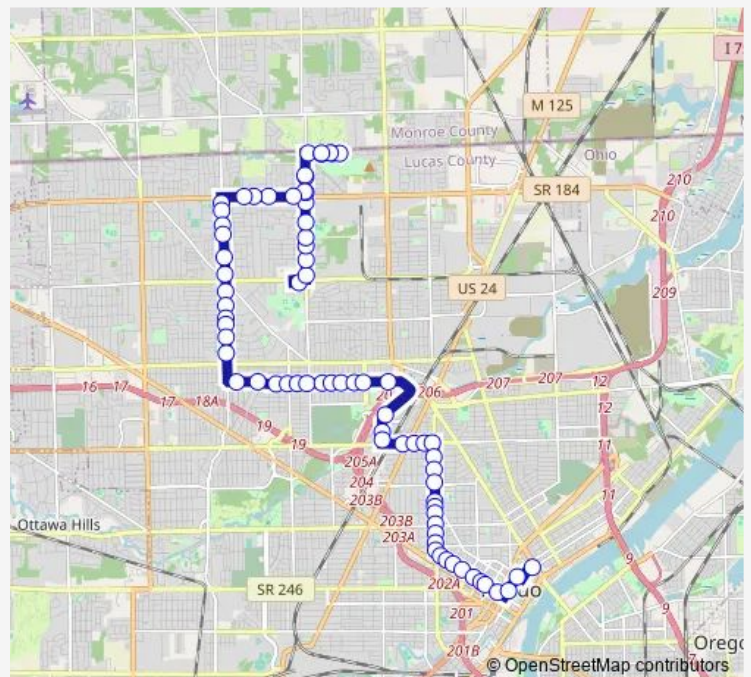 I 7
M 125
Monroe County
Lucas County
Ohio
SR 184
210
210
US 24
209
16
17
17
18A
206
207
207
12
12
19
19
11
205A
204
203B
11
203B
203A
Ottawa Hills
202A
9
SR 246
do
201
9
Orego
201B
© OpenStreetMap contributors